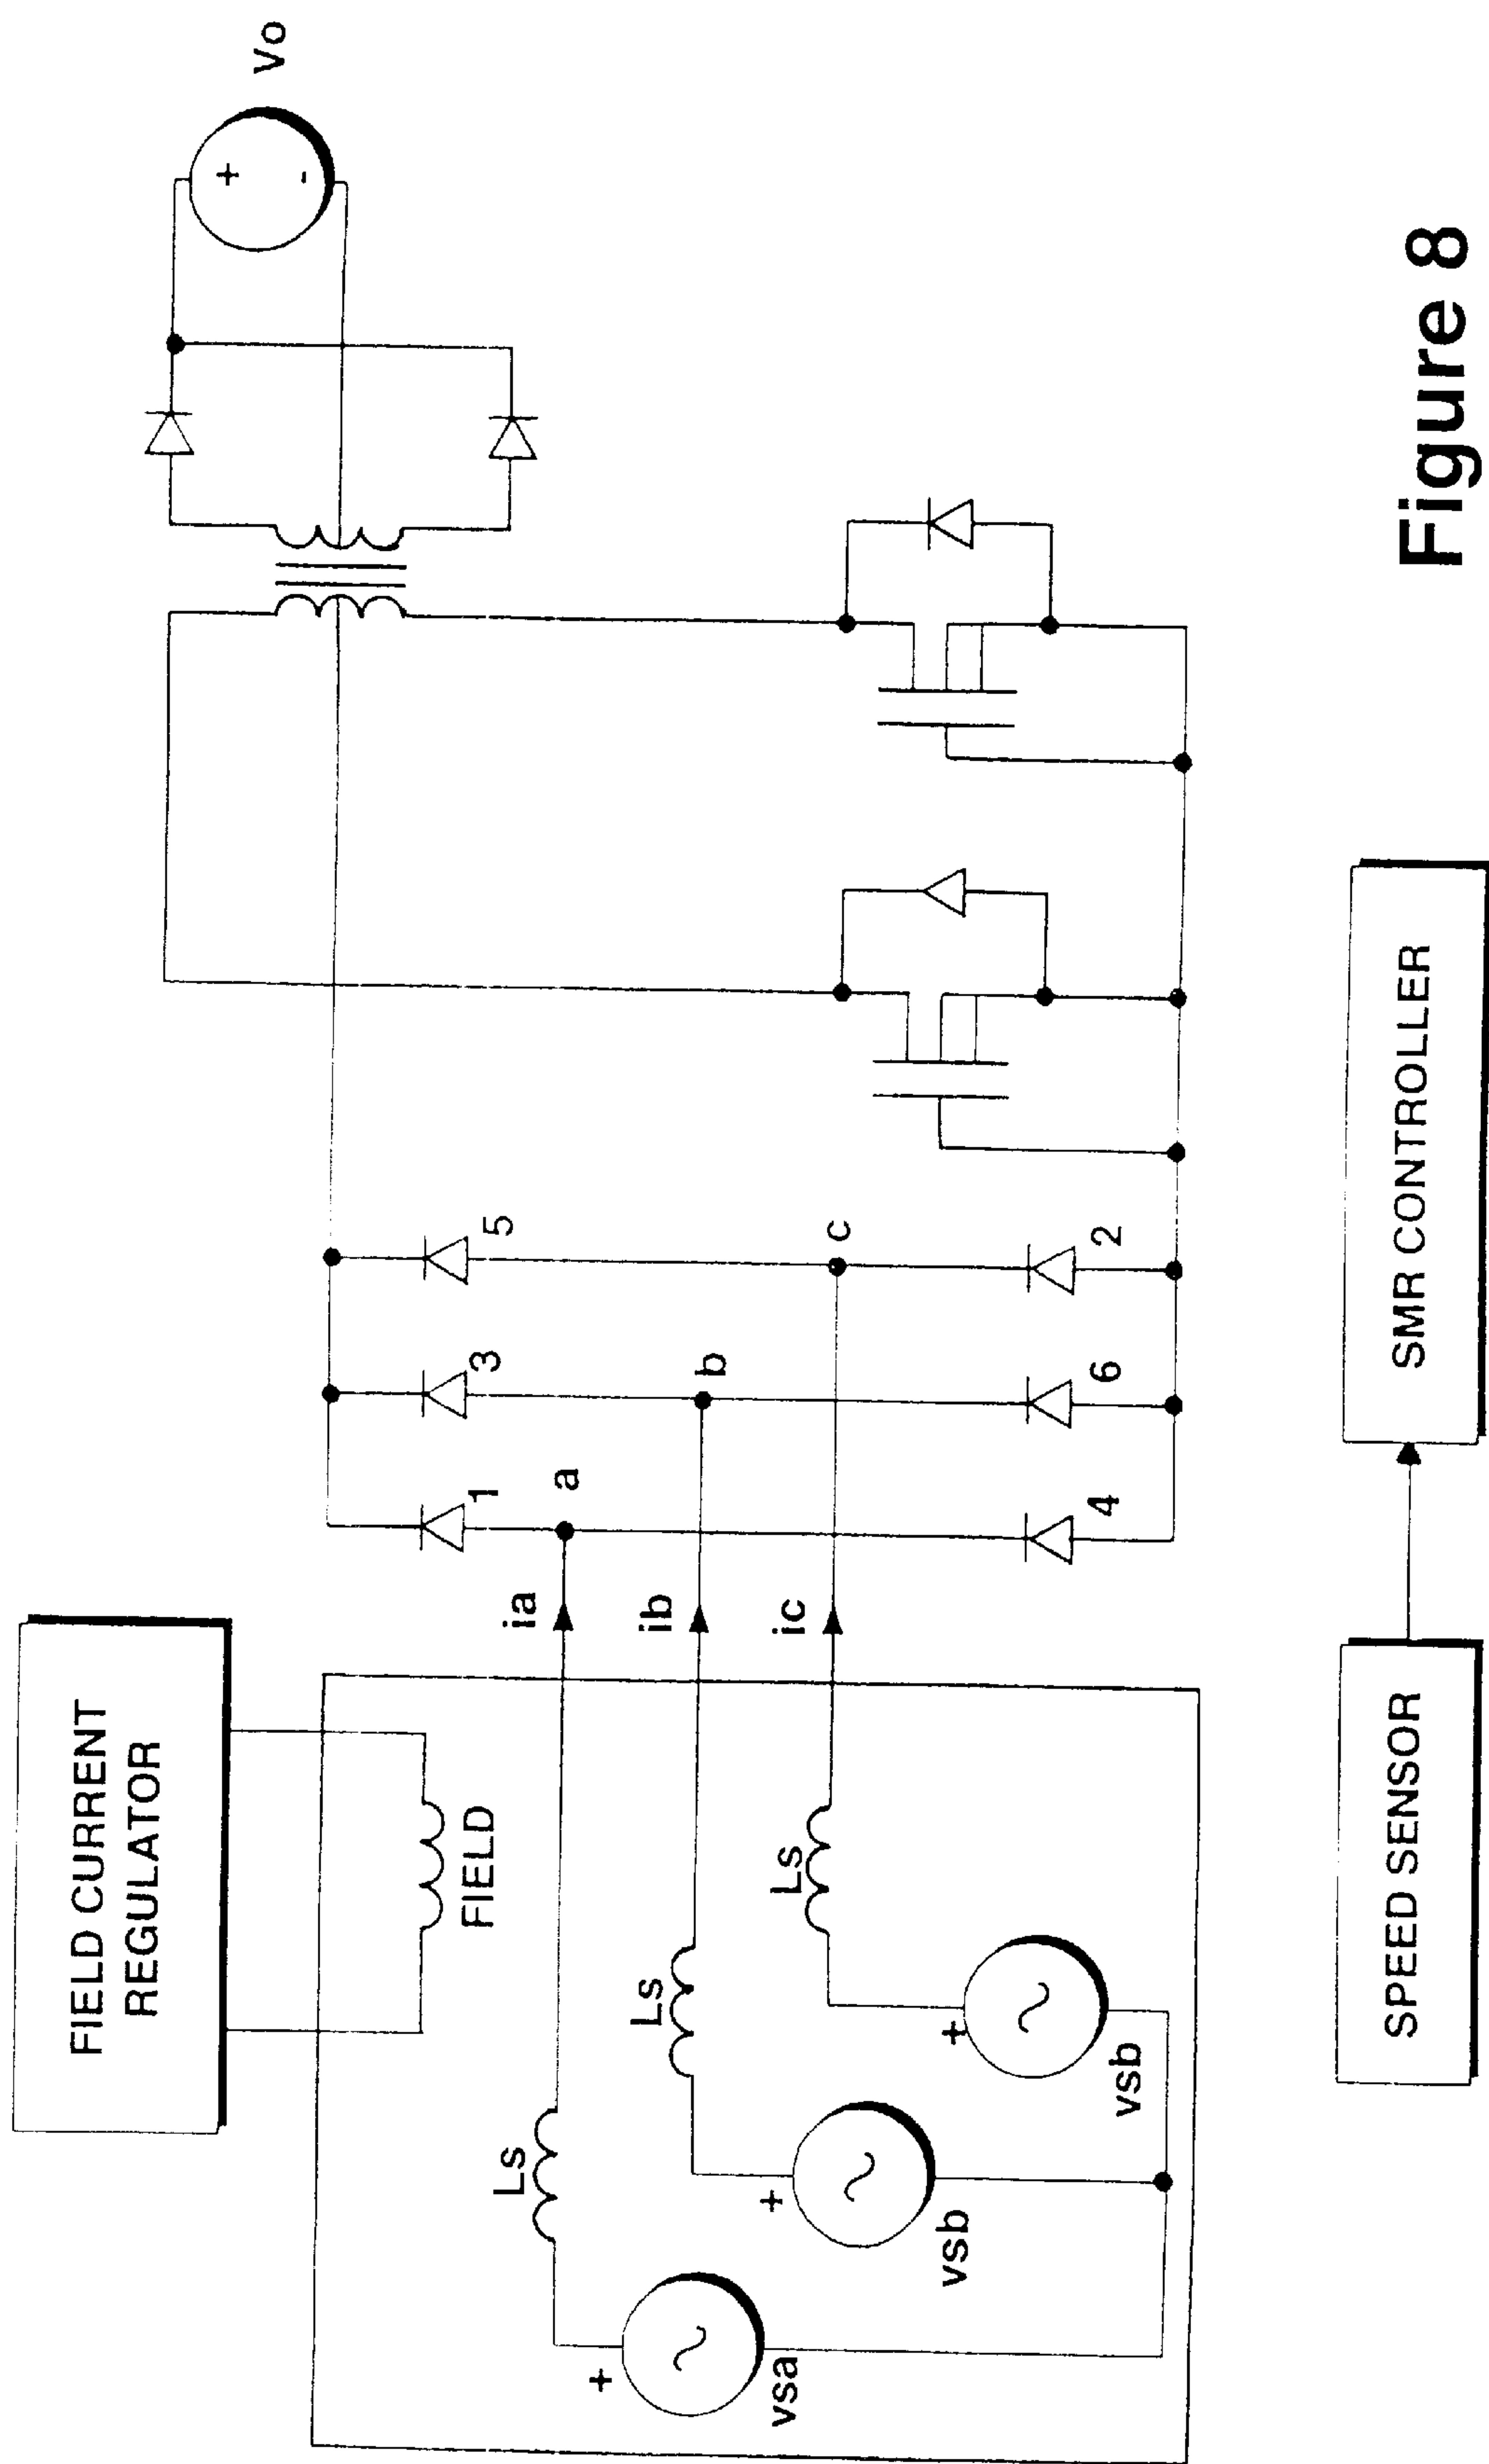 FIELD CURRENT
REGULATOR
FIELD
Ls
Ls
Ls
+
vsa
+
vsb
+
vsb
ia
ib
ic
a
b
c
1
3
5
4
6
2
Vo
+
-
SPEED SENSOR
SMR CONTROLLER
Figure 8